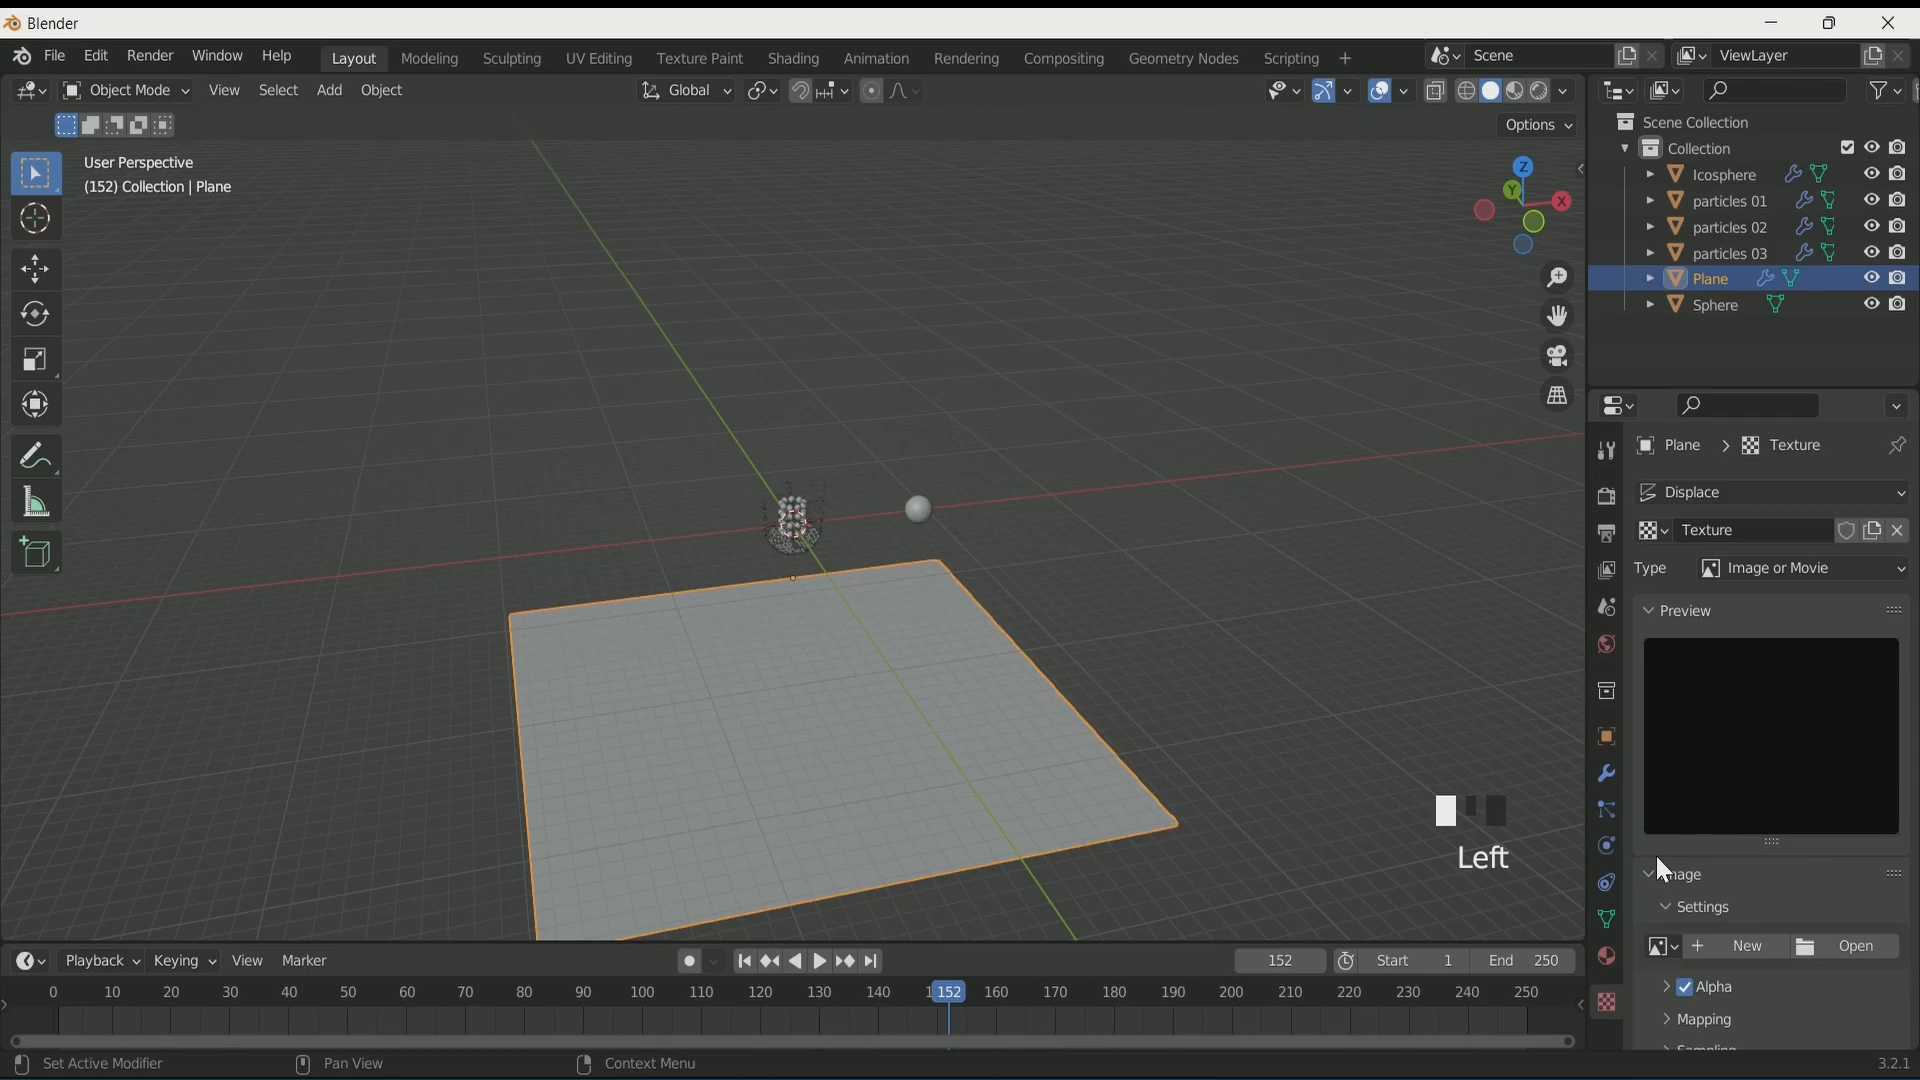 Blender
File Edit Render Window Help Layout Modeling Sculpting UV Editing Texture Paint Shading Animation Rendering Compositing Geometry Nodes Scripting + Scene ViewLayer
Object Mode View Select Add Object Global
Options
User Perspective
(152) Collection | Plane
Z
Y
X
Scene Collection
Collection
Icosphere
particles 01
particles 02
particles 03
Plane
Sphere
Plane > Texture
Displace
Texture
Type Image or Movie
Preview
Settings
+ New Open
Alpha
Mapping
Left
Playback Keying View Marker 152 Start 1 End 250
0 10 20 30 40 50 60 70 80 90 100 110 120 130 140 152 160 170 180 190 200 210 220 230 240 250
Set Active Modifier Pan View Context Menu 3.2.1